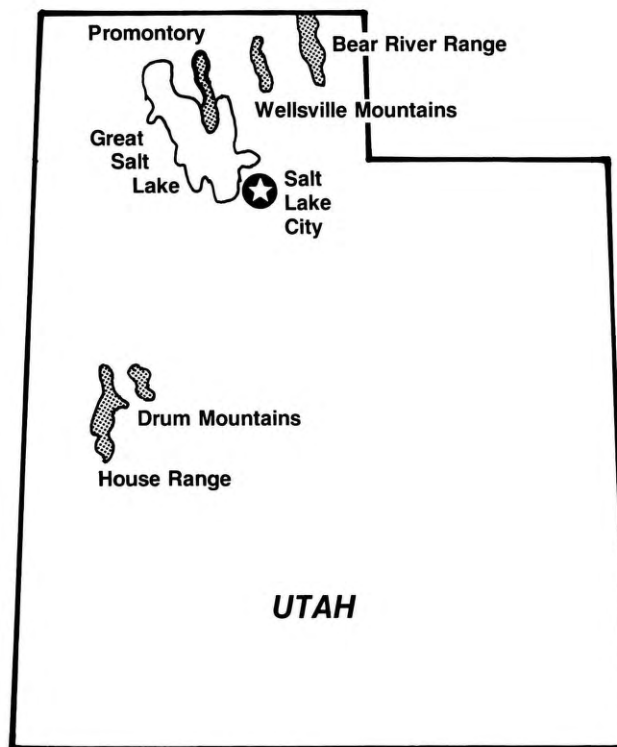 Promontory
Bear River Range
Wellsville Mountains
Great
Salt
Lake
Salt
Lake
City
Drum Mountains
House Range
UTAH